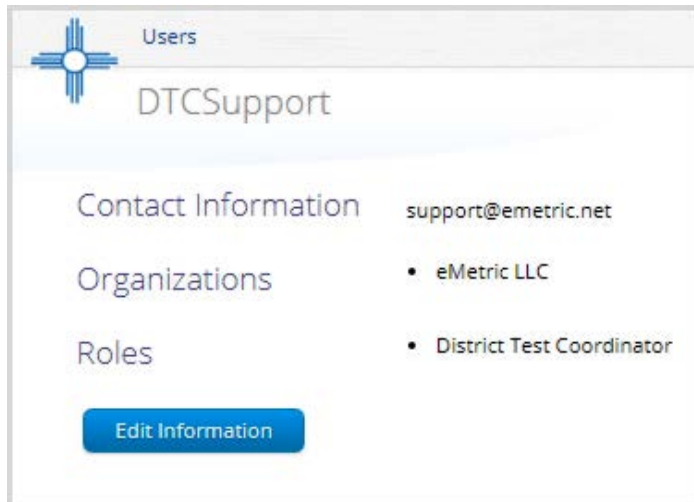 Users
DTCSupport
Contact Information support@emetric.net
Organizations • eMetric LLC
Roles • District Test Coordinator
Edit Information